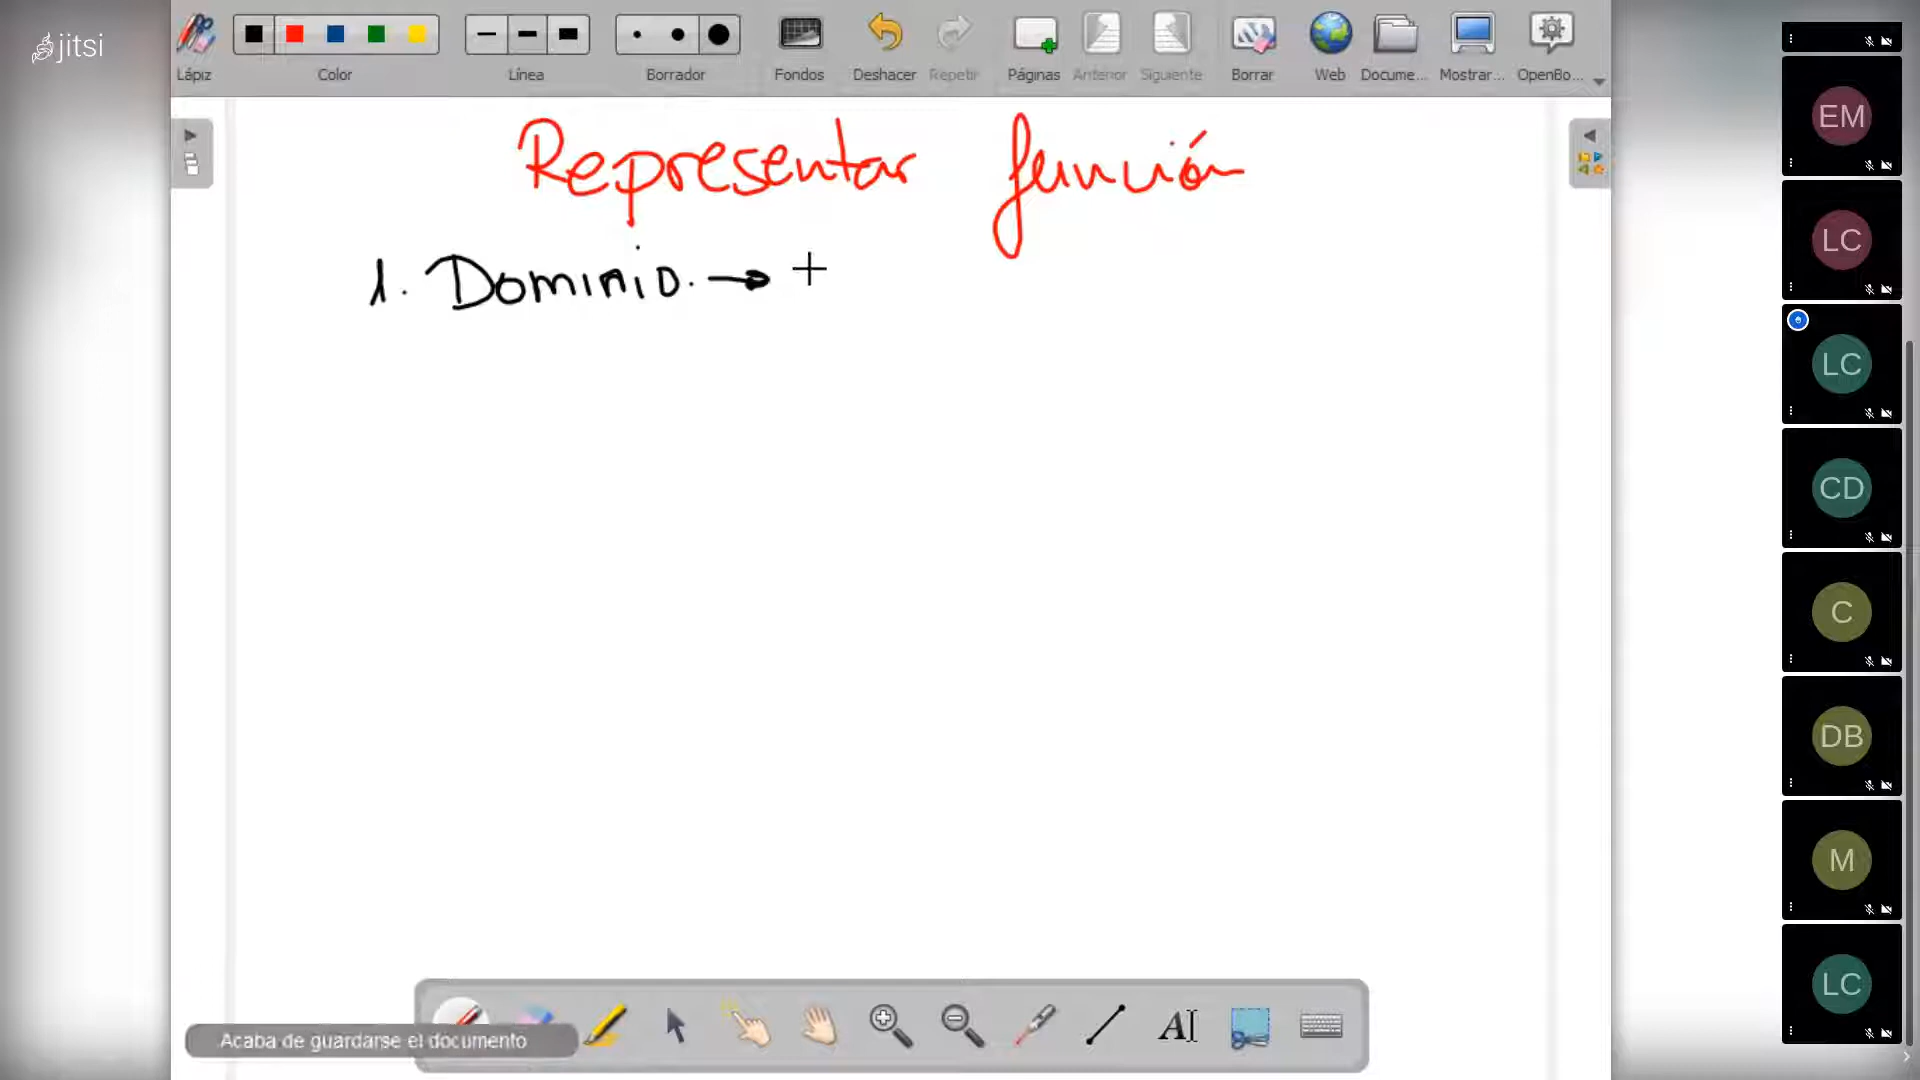 jitsi
Lápiz Color Línea Borrador Fondos Deshacer Repetir Páginas Anterior Siguiente Borrar Web Docume... Mostrar... OpenBo...
Representar función
1. Dominio. →
EM
LC
LC
CD
C
DB
M
LC
AI
Acaba de guardarse el documento